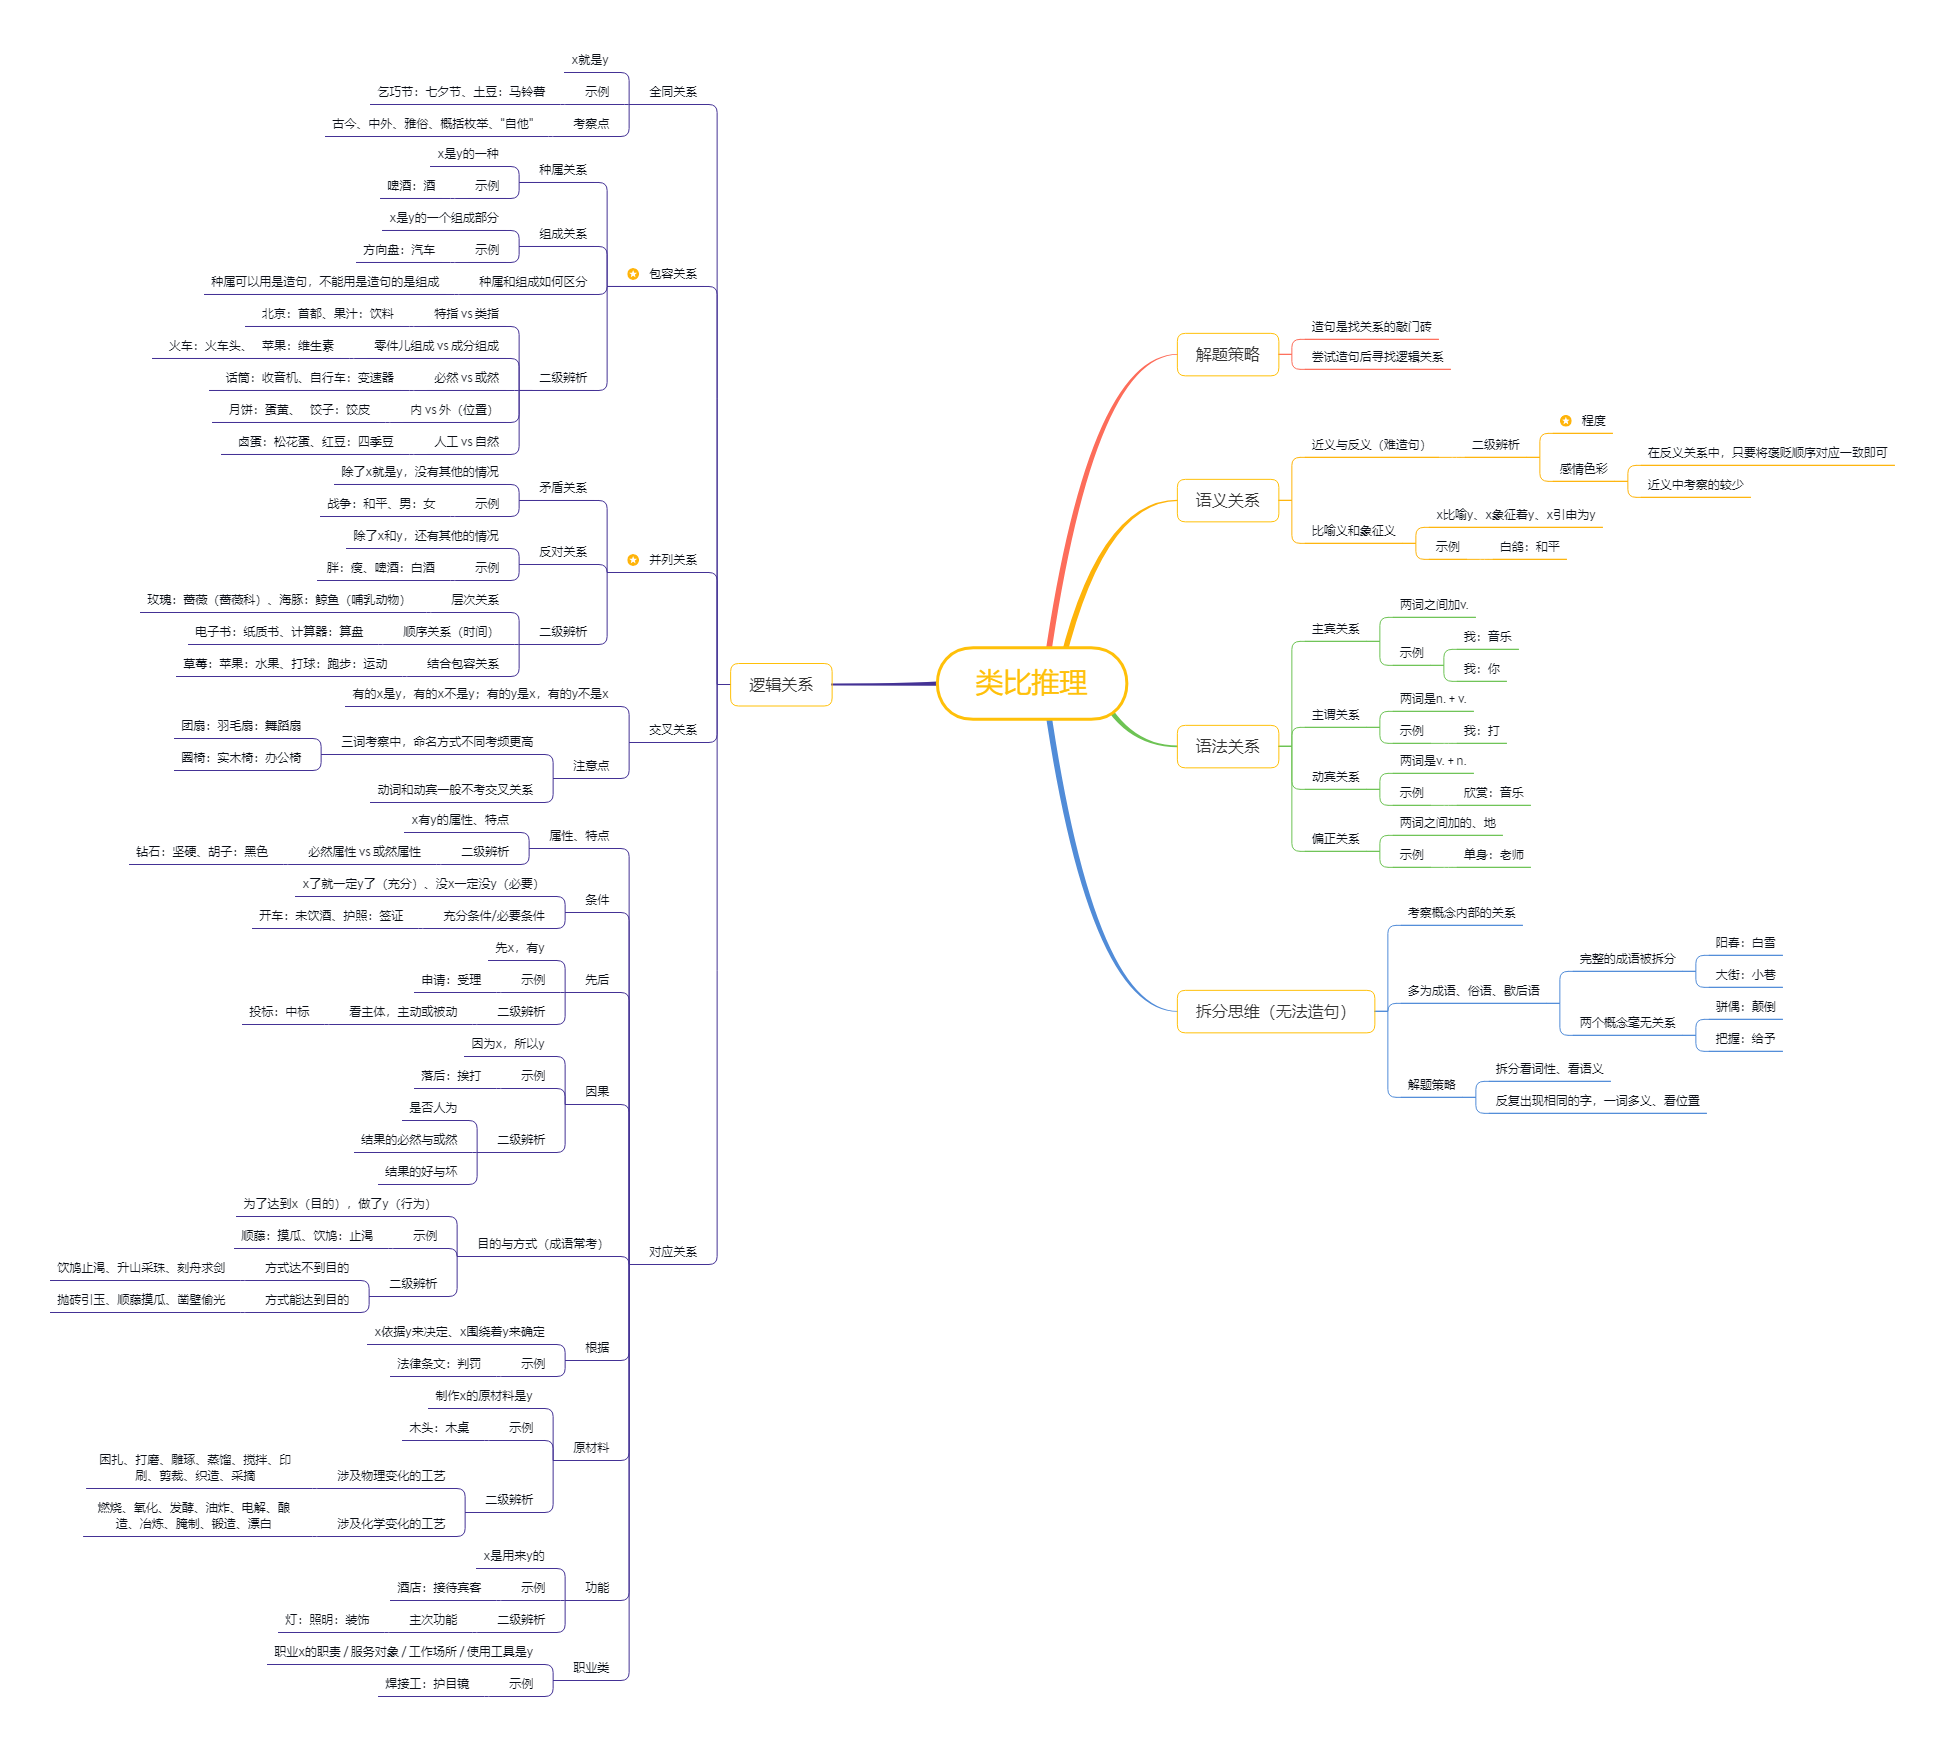 类比推理
解题策略
造句是找关系的敲门砖
尝试造句后寻找逻辑关系
语义关系
近义与反义（难造句）
二级辨析
程度
感情色彩
在反义关系中，只要将褒贬顺序对应一致即可
近义中考察的较少
比喻义和象征义
x比喻y、x象征着y、x引申为y
示例
白鸽：和平
语法关系
主宾关系
两词之间加v.
示例
我：音乐
我：你
主谓关系
两词是n. + v.
示例
我：打
动宾关系
两词是v. + n.
示例
欣赏：音乐
偏正关系
两词之间加的、地
示例
单身：老师
拆分思维（无法造句）
考察概念内部的关系
多为成语、俗语、歇后语
完整的成语被拆分
阳春：白雪
大街：小巷
两个概念毫无关系
骈偶：颠倒
把握：给予
解题策略
拆分看词性、看语义
反复出现相同的字，一词多义、看位置
逻辑关系
全同关系
x就是y
示例
乞巧节：七夕节、土豆：马铃薯
考察点
古今、中外、雅俗、概括枚举、“自他”
包容关系
种属关系
x是y的一种
示例
啤酒：酒
组成关系
x是y的一个组成部分
示例
方向盘：汽车
种属和组成如何区分
种属可以用是造句，不能用是造句的是组成
二级辨析
特指 vs 类指
北京：首都、果汁：饮料
零件儿组成 vs 成分组成
火车：火车头、 苹果：维生素
必然 vs 或然
话筒：收音机、自行车：变速器
内 vs 外（位置）
月饼：蛋黄、 饺子：饺皮
人工 vs 自然
卤蛋：松花蛋、红豆：四季豆
并列关系
矛盾关系
除了x就是y，没有其他的情况
示例
战争：和平、男：女
反对关系
除了x和y，还有其他的情况
示例
胖：瘦、啤酒：白酒
二级辨析
层次关系
玫瑰：蔷薇（蔷薇科）、海豚：鲸鱼（哺乳动物）
顺序关系（时间）
电子书：纸质书、计算器：算盘
结合包容关系
草莓：苹果：水果、打球：跑步：运动
交叉关系
有的x是y，有的x不是y；有的y是x，有的y不是x
注意点
三词考察中，命名方式不同考频更高
团扇：羽毛扇：舞蹈扇
圈椅：实木椅：办公椅
动词和动宾一般不考交叉关系
对应关系
属性、特点
x有y的属性、特点
二级辨析
必然属性 vs 或然属性
钻石：坚硬、胡子：黑色
条件
x了就一定y了（充分）、没x一定没y（必要）
充分条件/必要条件
开车：未饮酒、护照：签证
先后
先x，有y
示例
申请：受理
二级辨析
看主体，主动或被动
投标：中标
因果
因为x，所以y
示例
落后：挨打
二级辨析
是否人为
结果的必然与或然
结果的好与坏
目的与方式（成语常考）
为了达到x（目的），做了y（行为）
示例
顺藤：摸瓜、饮鸩：止渴
二级辨析
方式达不到目的
饮鸩止渴、升山采珠、刻舟求剑
方式能达到目的
抛砖引玉、顺藤摸瓜、凿壁偷光
根据
x依据y来决定、x围绕着y来确定
示例
法律条文：判罚
原材料
制作x的原材料是y
示例
木头：木桌
二级辨析
涉及物理变化的工艺
困扎、打磨、雕琢、蒸馏、搅拌、印
刷、剪裁、织造、采摘
涉及化学变化的工艺
燃烧、氧化、发酵、油炸、电解、酿
造、冶炼、腌制、锻造、漂白
功能
x是用来y的
示例
酒店：接待宾客
二级辨析
主次功能
灯：照明：装饰
职业类
职业x的职责 / 服务对象 / 工作场所 / 使用工具是y
示例
焊接工：护目镜